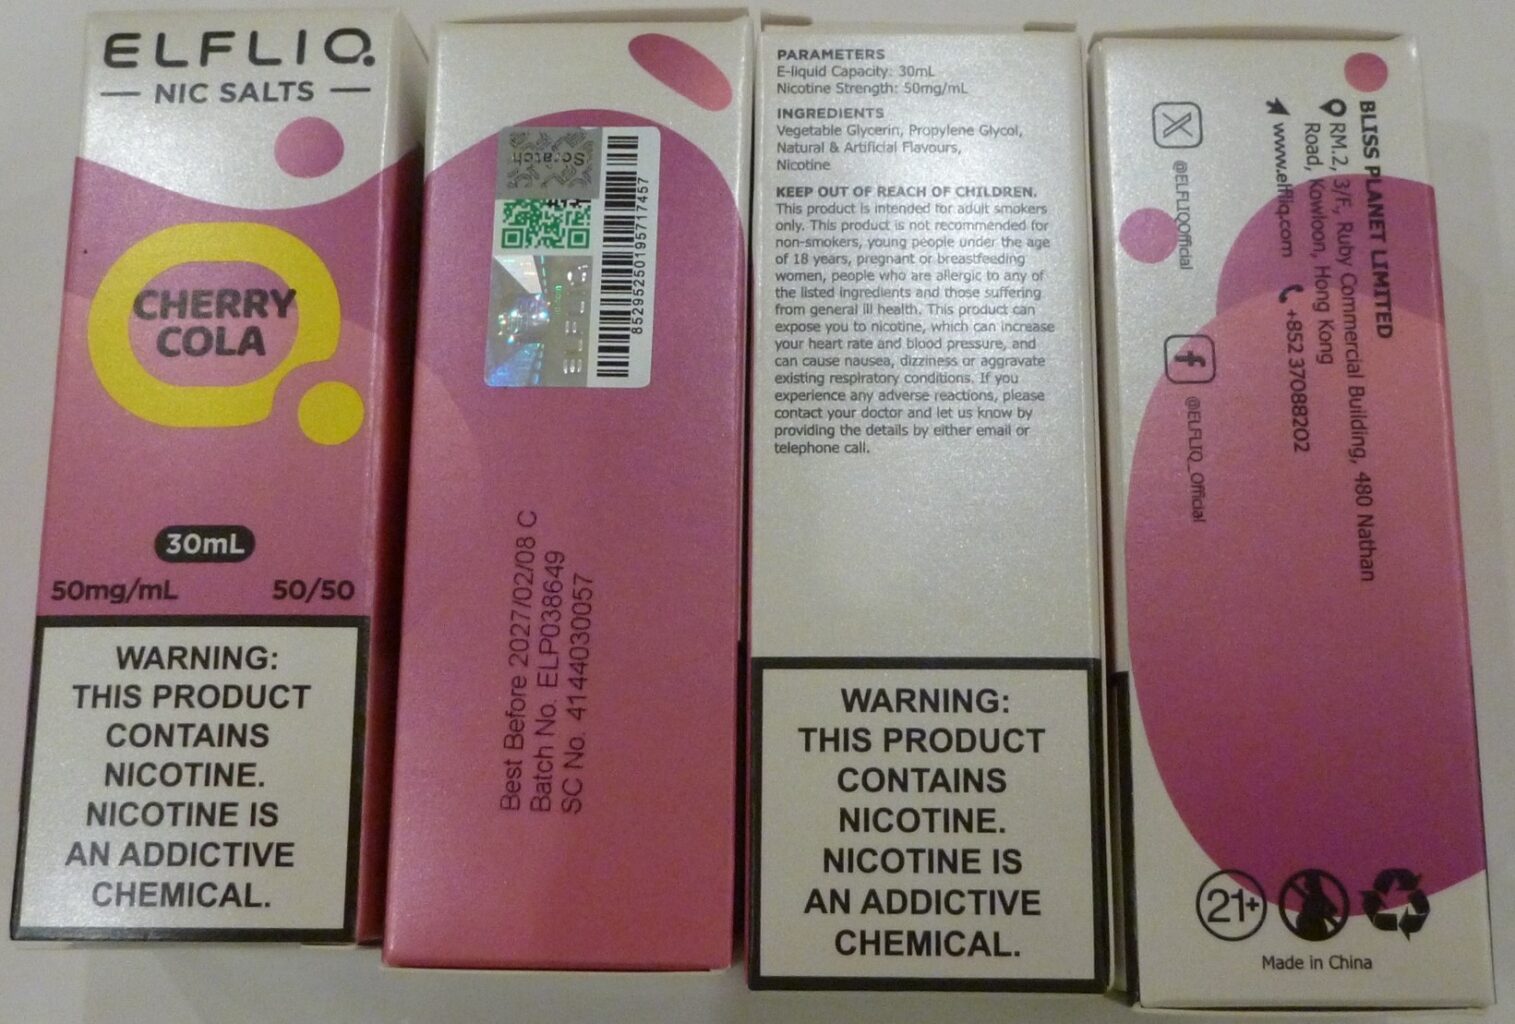 ELFLIQ
NIC SALTS
CHERRY
COLA
30mL
50mg/mL 50/50
WARNING:
THIS PRODUCT
CONTAINS
NICOTINE.
NICOTINE IS
AN ADDICTIVE
CHEMICAL.
Scratch
8529525019571 7457
Best Before 2027/02/08 C
Batch No. ELP038649
SC No. 4144030057
PARAMETERS
E-liquid Capacity: 30mL
Nicotine Strength: 50mg/mL
INGREDIENTS
Vegetable Glycerin, Propylene Glycol,
Natural & Artificial Flavours,
Nicotine
KEEP OUT OF REACH OF CHILDREN.
This product is intended for adult smokers
only. This product is not recommended for
non-smokers, young people under the age
of 18 years, pregnant or breastfeeding
women, people who are allergic to any of
the listed ingredients and those suffering
from general ill health. This product can
expose you to nicotine, which can increase
your heart rate and blood pressure, and
can cause nausea, dizziness or aggravate
existing respiratory conditions. If you
experience any adverse reactions, please
contact your doctor and let us know by
providing the details by either email or
telephone call.
WARNING:
THIS PRODUCT
CONTAINS
NICOTINE.
NICOTINE IS
AN ADDICTIVE
CHEMICAL.
BLISS PLANET LIMITED
RM.2, 3/F., Ruby Commercial Building, 480 Nathan
Road, Kowloon, Hong Kong
www.elfliq.com +852 37088202
@ELFLIQOfficial
@ELFLIQ_Official
21+
Made in China